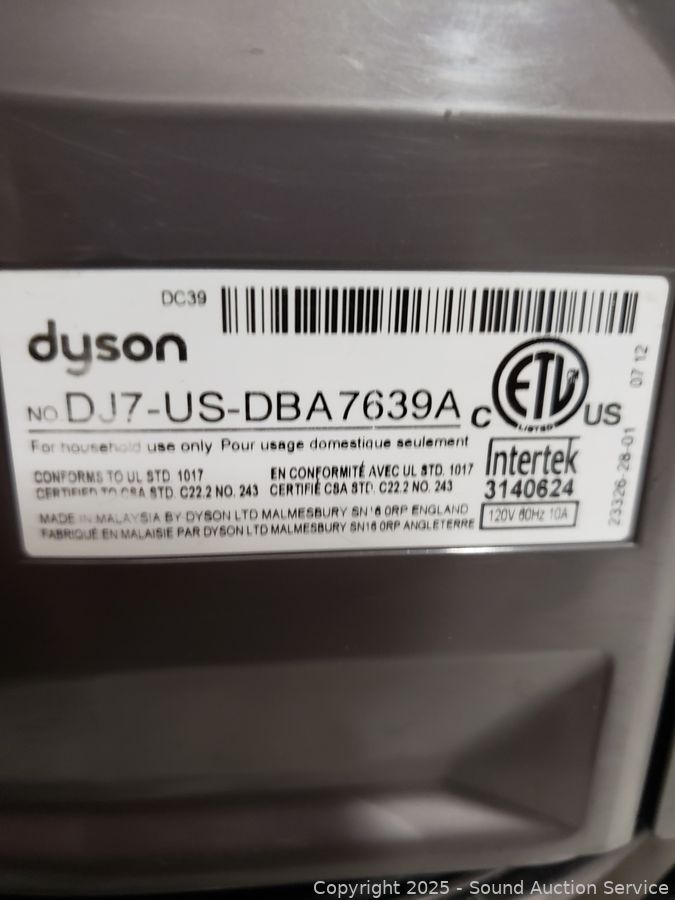 DC39
dyson
NO. DJ7-US-DBA7639A
For household use only Pour usage domestique seulement
CONFORMS TO UL STD. 1017
CERTIFIED TO CSA STD. C22.2 NO. 243
EN CONFORMITÉ AVEC UL STD. 1017
CERTIFIÉ CSA STD. C22.2 NO. 243
MADE IN MALAYSIA BY DYSON LTD MALMESBURY SN16 0RP ENGLAND
FABRIQUÉ EN MALAISIE PAR DYSON LTD MALMESBURY SN16 0RP ANGLETERRE
C ETL US
LISTED
Intertek
3140624
120V 60Hz 10A
23326-28-01 07 12
Copyright 2025 - Sound Auction Service